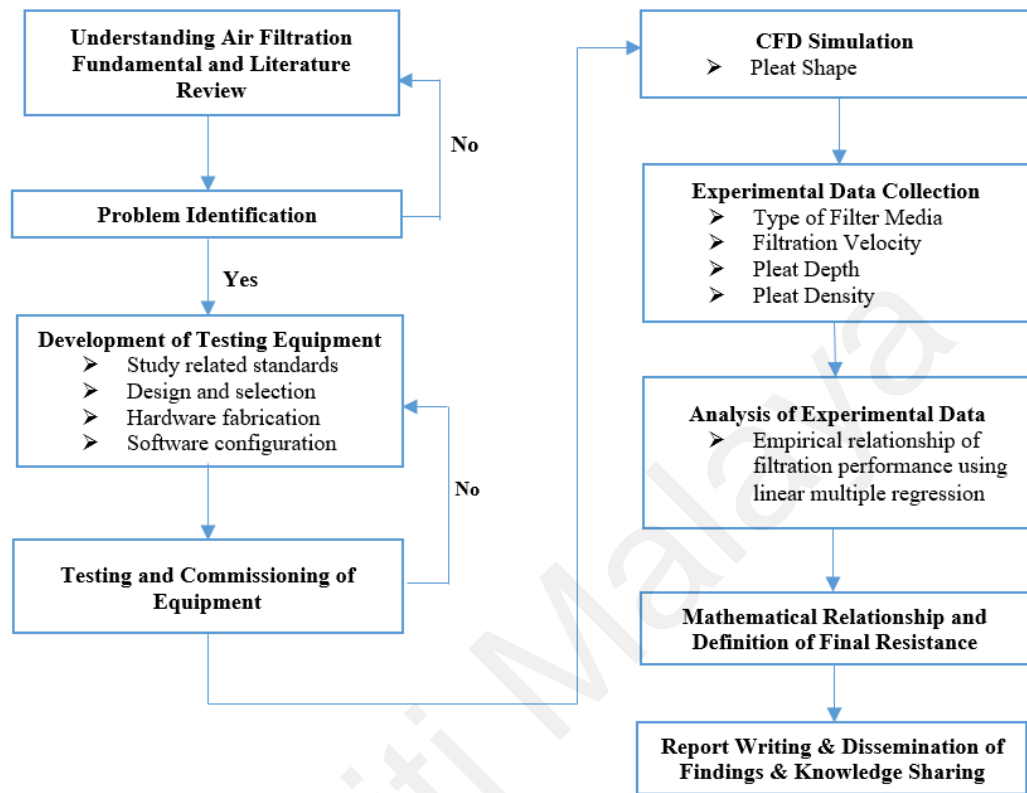 Understanding Air Filtration
Fundamental and Literature
Review
No
Problem Identification
Yes
Development of Testing Equipment
➤ Study related standards
➤ Design and selection
➤ Hardware fabrication
➤ Software configuration
No
Testing and Commissioning of
Equipment
CFD Simulation
➤ Pleat Shape
Experimental Data Collection
➤ Type of Filter Media
➤ Filtration Velocity
➤ Pleat Depth
➤ Pleat Density
Analysis of Experimental Data
➤ Empirical relationship of
filtration performance using
linear multiple regression
Mathematical Relationship and
Definition of Final Resistance
Report Writing & Dissemination of
Findings & Knowledge Sharing
iti Malaya